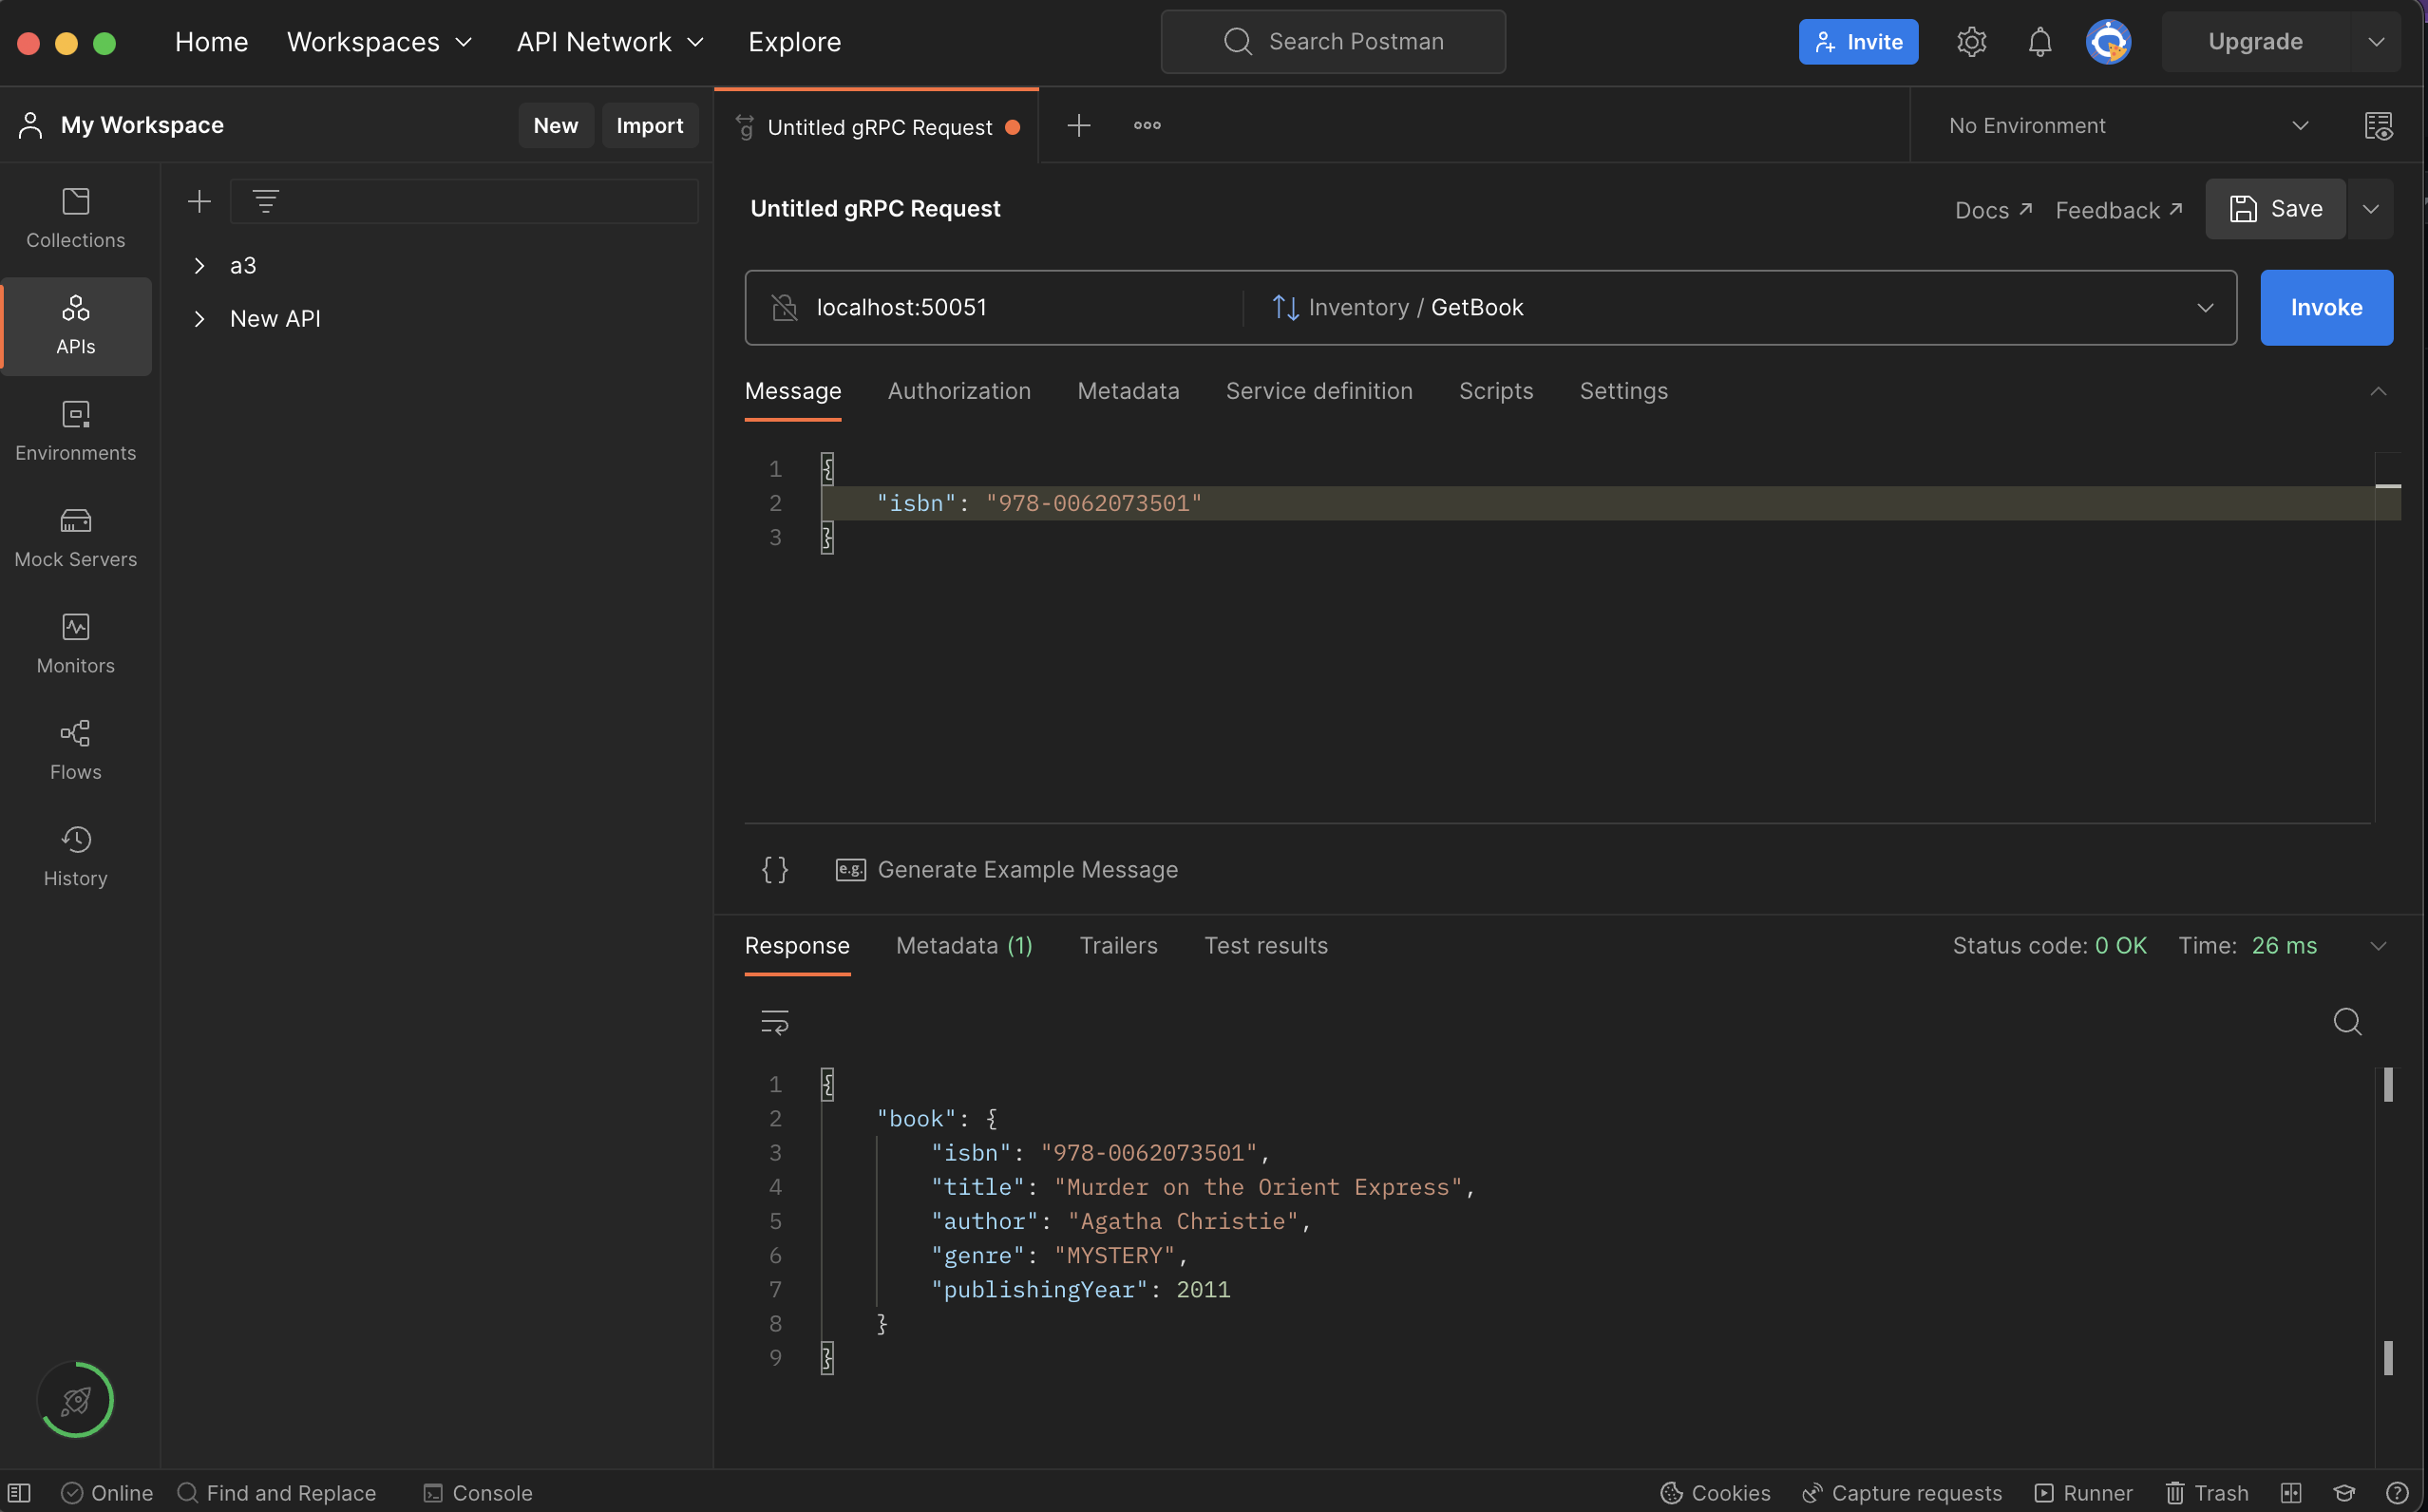 Home Workspaces API Network Explore Search Postman Invite Upgrade
My Workspace New Import
Untitled gRPC Request No Environment
Collections
APIs
Environments
Mock Servers
Monitors
Flows
History
a3
New API
Untitled gRPC Request Docs Feedback Save
localhost:50051 Inventory / GetBook Invoke
Message Authorization Metadata Service definition Scripts Settings
1 {
2 "isbn": "978-0062073501"
3 }
{} e.g. Generate Example Message
Response Metadata (1) Trailers Test results Status code: 0 OK Time: 26 ms
1 {
2 "book": {
3 "isbn": "978-0062073501",
4 "title": "Murder on the Orient Express",
5 "author": "Agatha Christie",
6 "genre": "MYSTERY",
7 "publishingYear": 2011
8 }
9 }
Online Find and Replace Console Cookies Capture requests Runner Trash